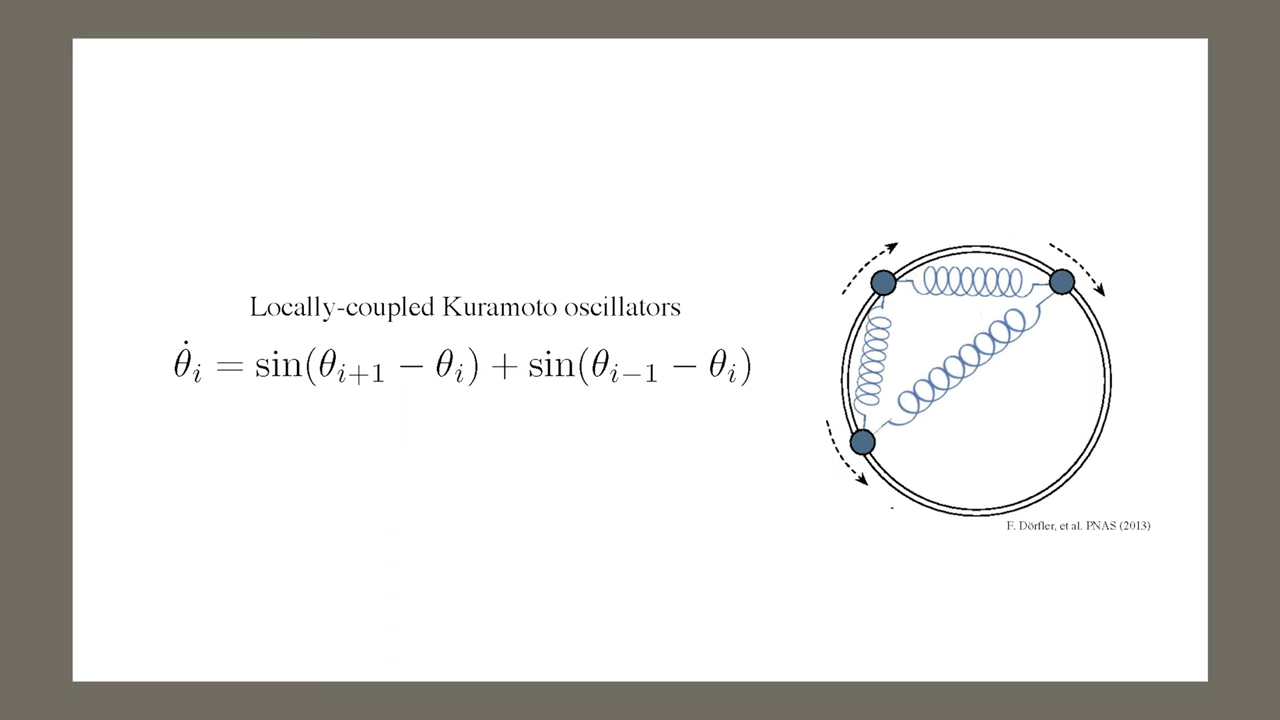 Locally-coupled Kuramoto oscillators
θ̇ᵢ = sin(θᵢ₊₁ − θᵢ) + sin(θᵢ₋₁ − θᵢ)
F. Dörfler, et al. PNAS (2013)